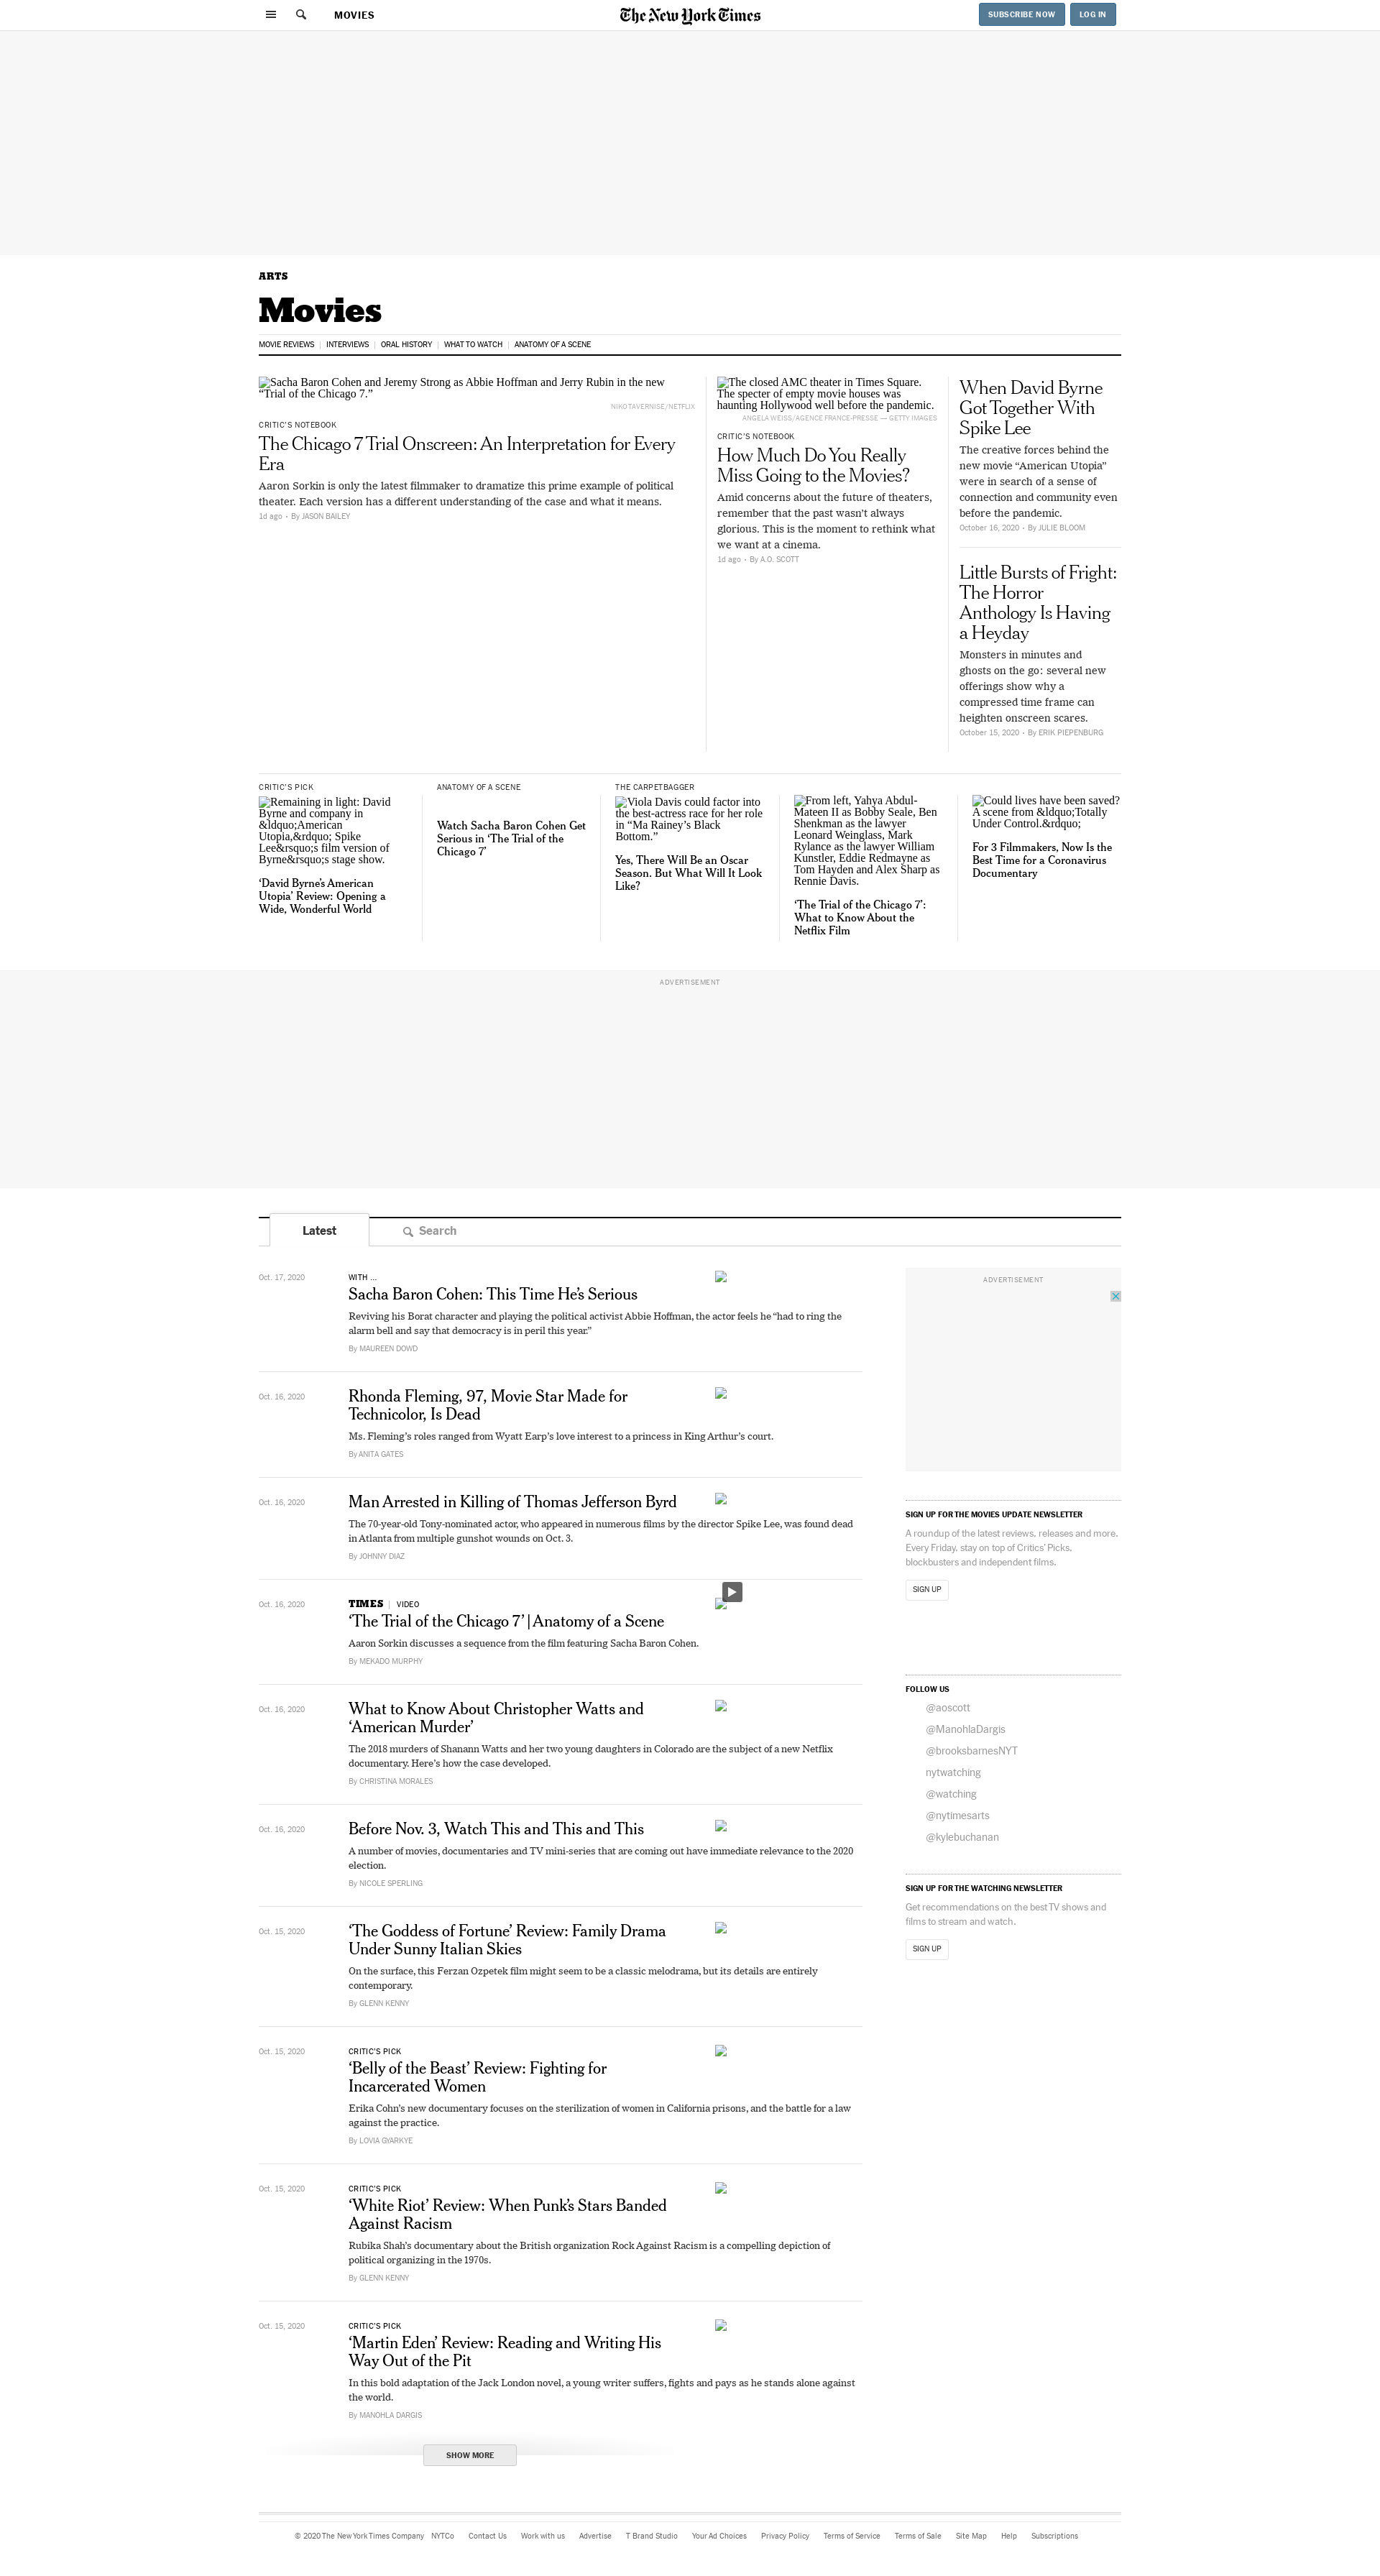 MOVIES
The New York Times
SUBSCRIBE NOW
LOG IN
ARTS
Movies
MOVIE REVIEWS | INTERVIEWS | ORAL HISTORY | WHAT TO WATCH | ANATOMY OF A SCENE
Sacha Baron Cohen and Jeremy Strong as Abbie Hoffman and Jerry Rubin in the new
“Trial of the Chicago 7.”
NIKO TAVERNISE/NETFLIX
CRITIC’S NOTEBOOK
The Chicago 7 Trial Onscreen: An Interpretation for Every
Era
Aaron Sorkin is only the latest filmmaker to dramatize this prime example of political
theater. Each version has a different understanding of the case and what it means.
1d ago • By JASON BAILEY
The closed AMC theater in Times Square.
The specter of empty movie houses was
haunting Hollywood well before the pandemic.
ANGELA WEISS/AGENCE FRANCE-PRESSE — GETTY IMAGES
CRITIC’S NOTEBOOK
How Much Do You Really
Miss Going to the Movies?
Amid concerns about the future of theaters,
remember that the past wasn’t always
glorious. This is the moment to rethink what
we want at a cinema.
1d ago • By A.O. SCOTT
When David Byrne
Got Together With
Spike Lee
The creative forces behind the
new movie “American Utopia”
were in search of a sense of
connection and community even
before the pandemic.
October 16, 2020 • By JULIE BLOOM
Little Bursts of Fright:
The Horror
Anthology Is Having
a Heyday
Monsters in minutes and
ghosts on the go: several new
offerings show why a
compressed time frame can
heighten onscreen scares.
October 15, 2020 • By ERIK PIEPENBURG
CRITIC’S PICK
Remaining in light: David
Byrne and company in
&ldquo;American
Utopia,&rdquo; Spike
Lee&rsquo;s film version of
Byrne&rsquo;s stage show.
‘David Byrne’s American
Utopia’ Review: Opening a
Wide, Wonderful World
ANATOMY OF A SCENE
Watch Sacha Baron Cohen Get
Serious in ‘The Trial of the
Chicago 7’
THE CARPETBAGGER
Viola Davis could factor into
the best-actress race for her role
in “Ma Rainey’s Black
Bottom.”
Yes, There Will Be an Oscar
Season. But What Will It Look
Like?
From left, Yahya Abdul-
Mateen II as Bobby Seale, Ben
Shenkman as the lawyer
Leonard Weinglass, Mark
Rylance as the lawyer William
Kunstler, Eddie Redmayne as
Tom Hayden and Alex Sharp as
Rennie Davis.
‘The Trial of the Chicago 7’:
What to Know About the
Netflix Film
Could lives have been saved?
A scene from &ldquo;Totally
Under Control.&rdquo;
For 3 Filmmakers, Now Is the
Best Time for a Coronavirus
Documentary
ADVERTISEMENT
Latest
Search
Oct. 17, 2020
WITH ...
Sacha Baron Cohen: This Time He’s Serious
Reviving his Borat character and playing the political activist Abbie Hoffman, the actor feels he “had to ring the
alarm bell and say that democracy is in peril this year.”
By MAUREEN DOWD
Oct. 16, 2020
Rhonda Fleming, 97, Movie Star Made for
Technicolor, Is Dead
Ms. Fleming’s roles ranged from Wyatt Earp’s love interest to a princess in King Arthur’s court.
By ANITA GATES
Oct. 16, 2020
Man Arrested in Killing of Thomas Jefferson Byrd
The 70-year-old Tony-nominated actor, who appeared in numerous films by the director Spike Lee, was found dead
in Atlanta from multiple gunshot wounds on Oct. 3.
By JOHNNY DIAZ
Oct. 16, 2020
TIMES | VIDEO
‘The Trial of the Chicago 7’ | Anatomy of a Scene
Aaron Sorkin discusses a sequence from the film featuring Sacha Baron Cohen.
By MEKADO MURPHY
Oct. 16, 2020
What to Know About Christopher Watts and
‘American Murder’
The 2018 murders of Shanann Watts and her two young daughters in Colorado are the subject of a new Netflix
documentary. Here’s how the case developed.
By CHRISTINA MORALES
Oct. 16, 2020
Before Nov. 3, Watch This and This and This
A number of movies, documentaries and TV mini-series that are coming out have immediate relevance to the 2020
election.
By NICOLE SPERLING
Oct. 15, 2020
‘The Goddess of Fortune’ Review: Family Drama
Under Sunny Italian Skies
On the surface, this Ferzan Ozpetek film might seem to be a classic melodrama, but its details are entirely
contemporary.
By GLENN KENNY
Oct. 15, 2020
CRITIC’S PICK
‘Belly of the Beast’ Review: Fighting for
Incarcerated Women
Erika Cohn’s new documentary focuses on the sterilization of women in California prisons, and the battle for a law
against the practice.
By LOVIA GYARKYE
Oct. 15, 2020
CRITIC’S PICK
‘White Riot’ Review: When Punk’s Stars Banded
Against Racism
Rubika Shah’s documentary about the British organization Rock Against Racism is a compelling depiction of
political organizing in the 1970s.
By GLENN KENNY
Oct. 15, 2020
CRITIC’S PICK
‘Martin Eden’ Review: Reading and Writing His
Way Out of the Pit
In this bold adaptation of the Jack London novel, a young writer suffers, fights and pays as he stands alone against
the world.
By MANOHLA DARGIS
SHOW MORE
ADVERTISEMENT
SIGN UP FOR THE MOVIES UPDATE NEWSLETTER
A roundup of the latest reviews, releases and more.
Every Friday, stay on top of Critics’ Picks,
blockbusters and independent films.
SIGN UP
FOLLOW US
@aoscott
@ManohlaDargis
@brooksbarnesNYT
nytwatching
@watching
@nytimesarts
@kylebuchanan
SIGN UP FOR THE WATCHING NEWSLETTER
Get recommendations on the best TV shows and
films to stream and watch.
SIGN UP
© 2020 The New York Times Company NYTCo Contact Us Work with us Advertise T Brand Studio Your Ad Choices Privacy Policy Terms of Service Terms of Sale Site Map Help Subscriptions